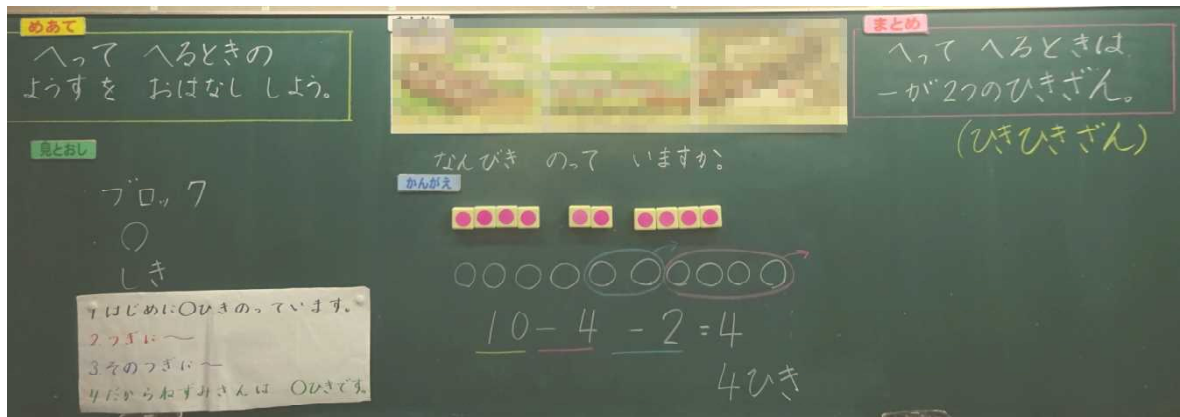 めあて
へって へるときの
ようすを おはなし しよう。
見とおし
ブロック
○
しき
1はじめに○ひきのっています。
2.つぎに〜
3.そのつぎに〜
4だからねずみさんは ○ひきです。
なんびき のって いますか。
かんがえ
10-4-2=4
4ひき
まとめ
へって へるときは
ーが2つのひきざん。
(ひきひきざん)